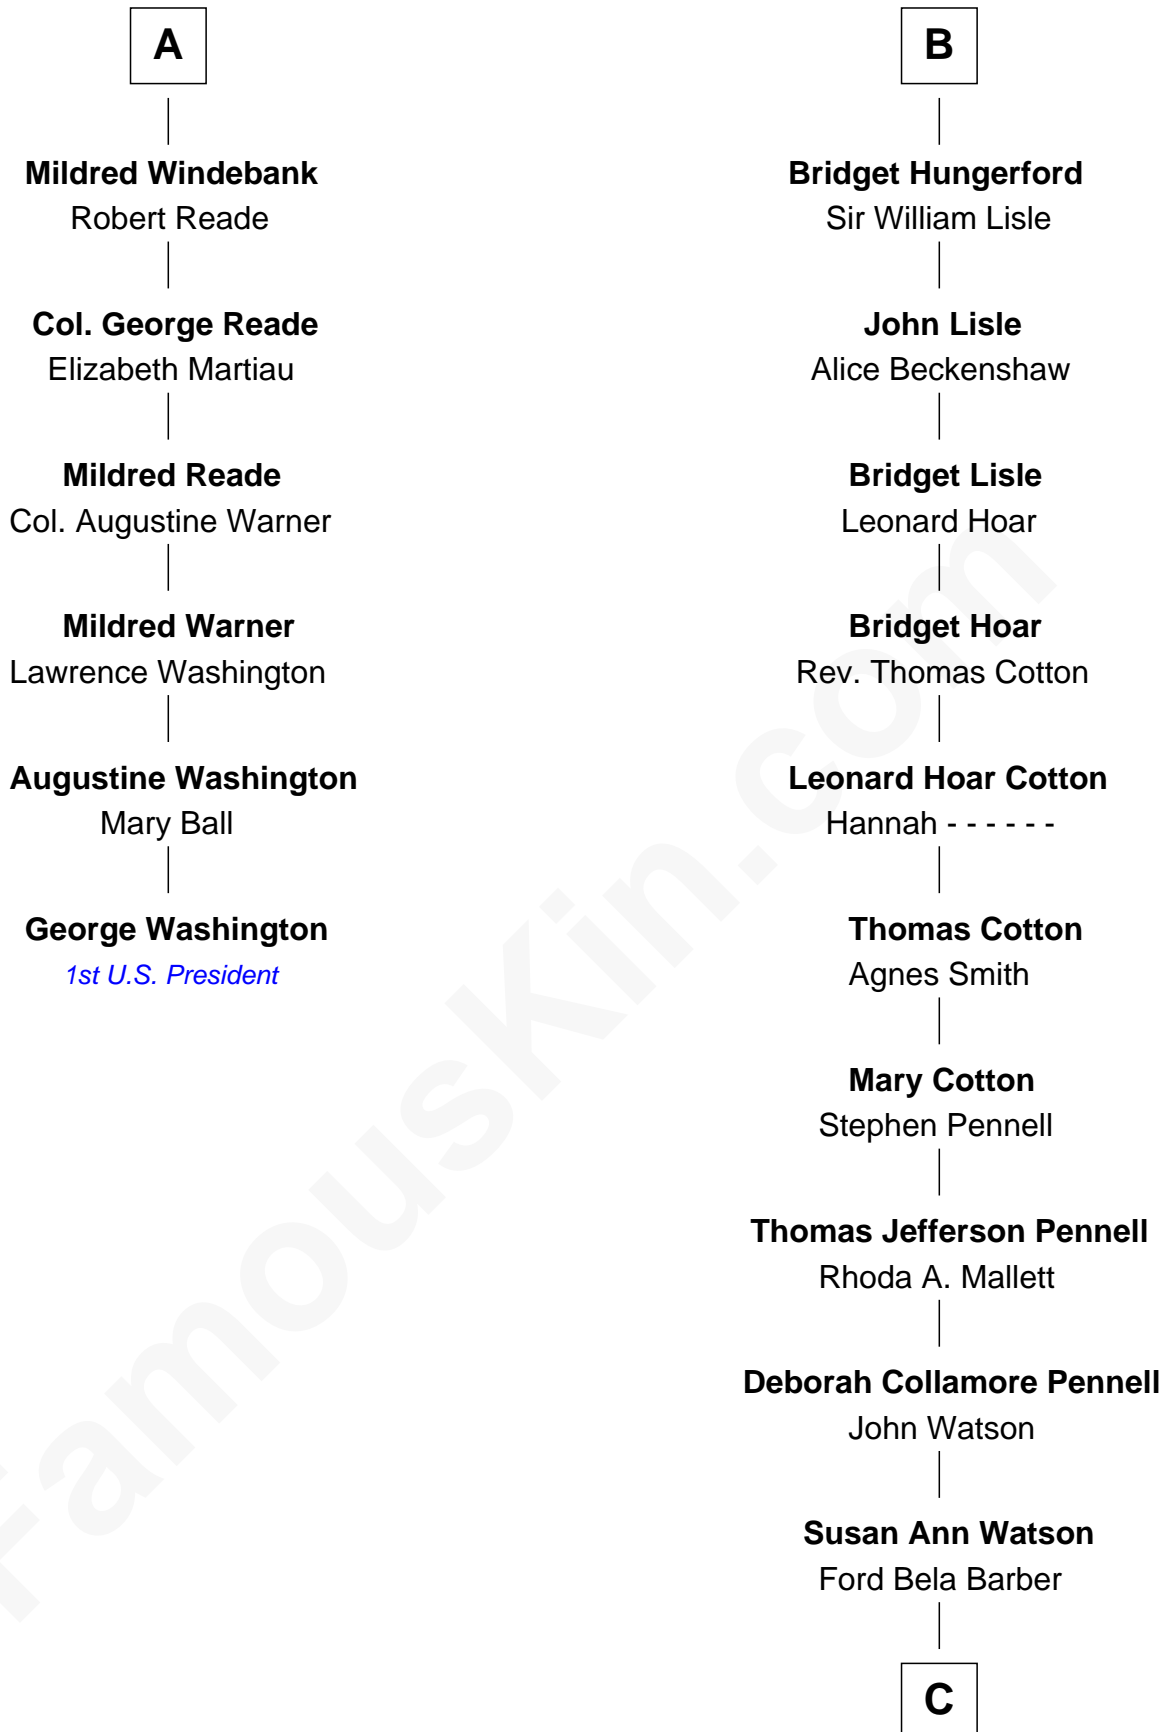 A
Mildred Windebank
Robert Reade
Col. George Reade
Elizabeth Martiau
Mildred Reade
Col. Augustine Warner
Mildred Warner
Lawrence Washington
Augustine Washington
Mary Ball
George Washington
1st U.S. President
B
Bridget Hungerford
Sir William Lisle
John Lisle
Alice Beckenshaw
Bridget Lisle
Leonard Hoar
Bridget Hoar
Rev. Thomas Cotton
Leonard Hoar Cotton
Hannah - - - - - -
Thomas Cotton
Agnes Smith
Mary Cotton
Stephen Pennell
Thomas Jefferson Pennell
Rhoda A. Mallett
Deborah Collamore Pennell
John Watson
Susan Ann Watson
Ford Bela Barber
C
FamousKin.com